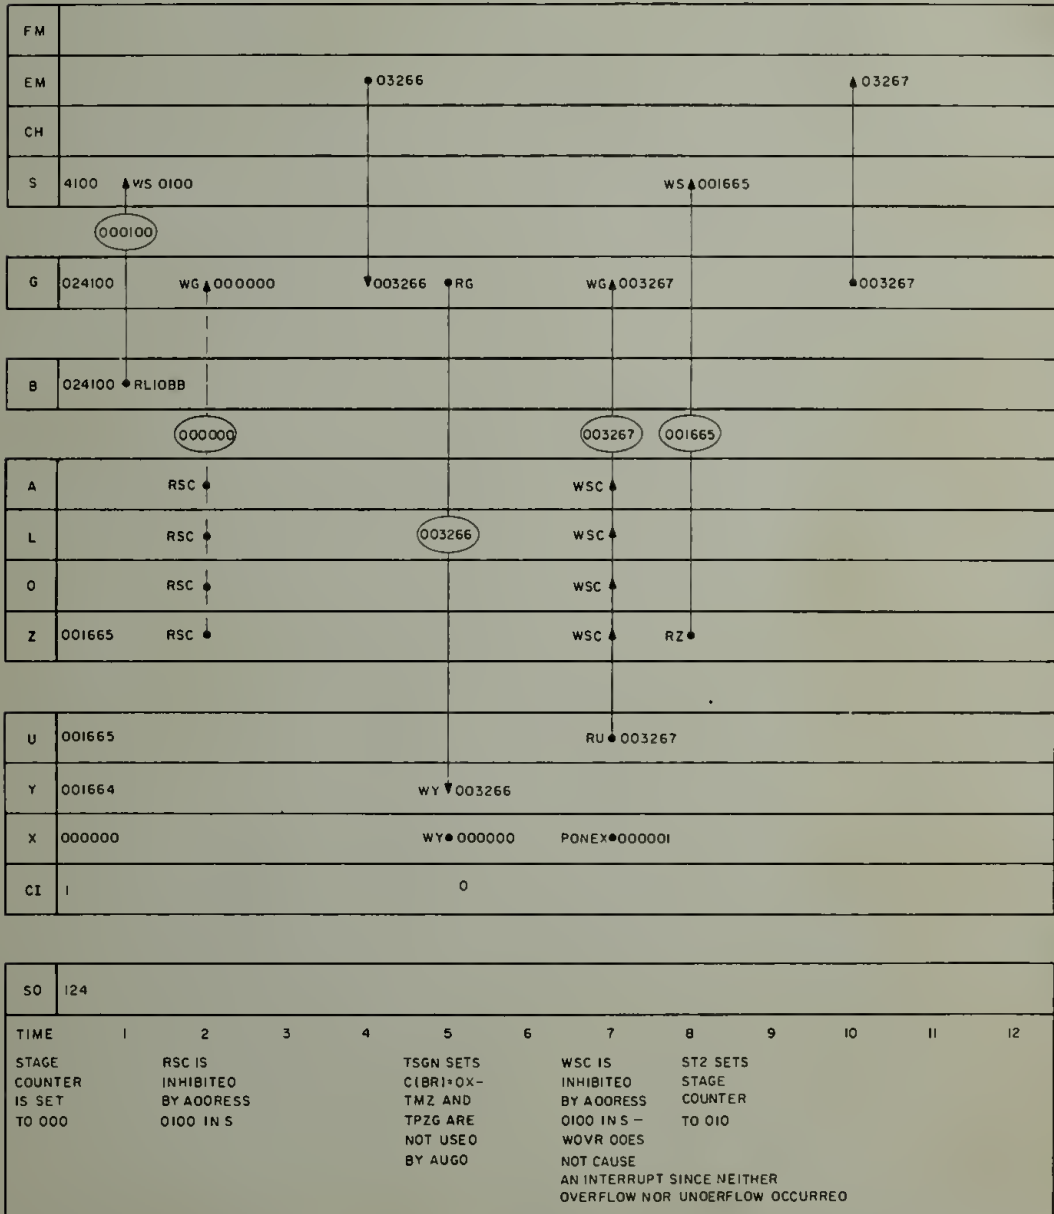 FM
EM 03266 03267
CH
S 4100 WS 0100 WS 001665
000100
G 024100 WG 000000 003266 RG WG 003267 003267
B 024100 RL10BB
000000 003267 001665
A RSC WSC
L RSC 003266 WSC
O RSC WSC
Z 001665 RSC WSC RZ
U 001665 RU 003267
Y 001664 WY 003266
X 000000 WY 000000 PONEX 000001
CI 1 0
SO 124
TIME 1 2 3 4 5 6 7 8 9 10 11 12
STAGE
COUNTER
IS SET
TO 000
RSC IS
INHIBITED
BY ADDRESS
0100 IN S
TSGN SETS
C(BR)=0X-
TMZ AND
TPZG ARE
NOT USED
BY AUGO
WSC IS
INHIBITED
BY ADDRESS
0100 IN S –
WOVR DOES
NOT CAUSE
AN INTERRUPT SINCE NEITHER
OVERFLOW NOR UNDERFLOW OCCURRED
ST2 SETS
STAGE
COUNTER
TO 010